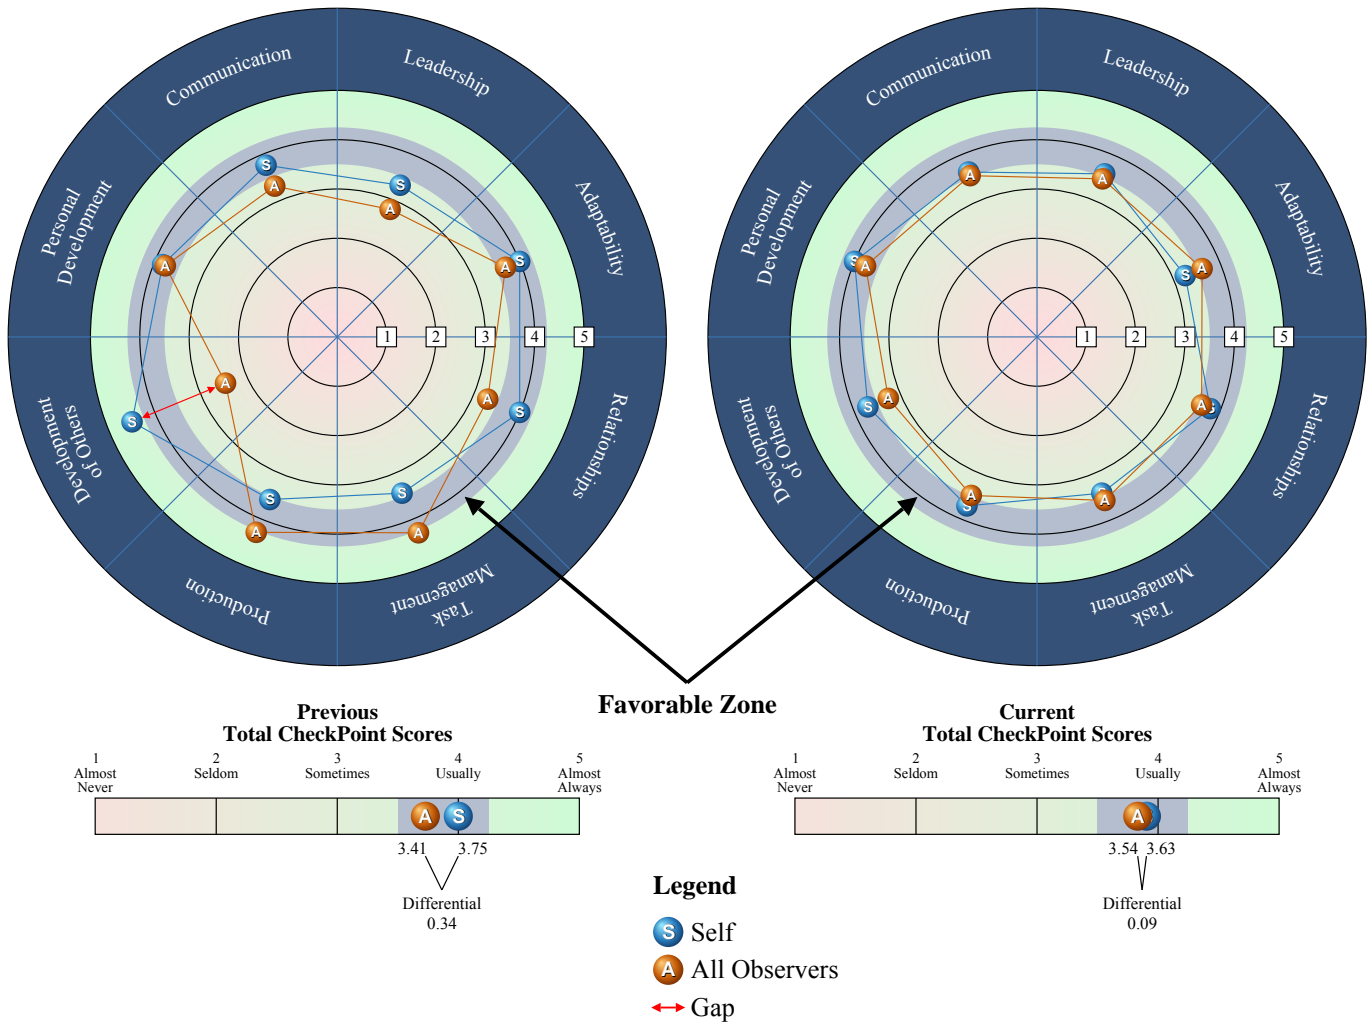 Communication
Leadership
Adaptability
Relationships
Task
Management
Production
Development
of Others
Personal
Development
S
S
A
A
A
A
S
1
2
3
4
5
A
S
A
S
S
S
A
A
Communication
Leadership
Adaptability
Relationships
Task
Management
Production
Development
of Others
Personal
Development
A
A
S
A
A
S
1
2
3
4
5
A
S
A
S
A
S
A
Favorable Zone
Previous
Total CheckPoint Scores
1
Almost
Never
2
Seldom
3
Sometimes
4
Usually
5
Almost
Always
A
S
3.41
3.75
Differential
0.34
Current
Total CheckPoint Scores
1
Almost
Never
2
Seldom
3
Sometimes
4
Usually
5
Almost
Always
A
3.54
3.63
Differential
0.09
Legend
S Self
A All Observers
Gap